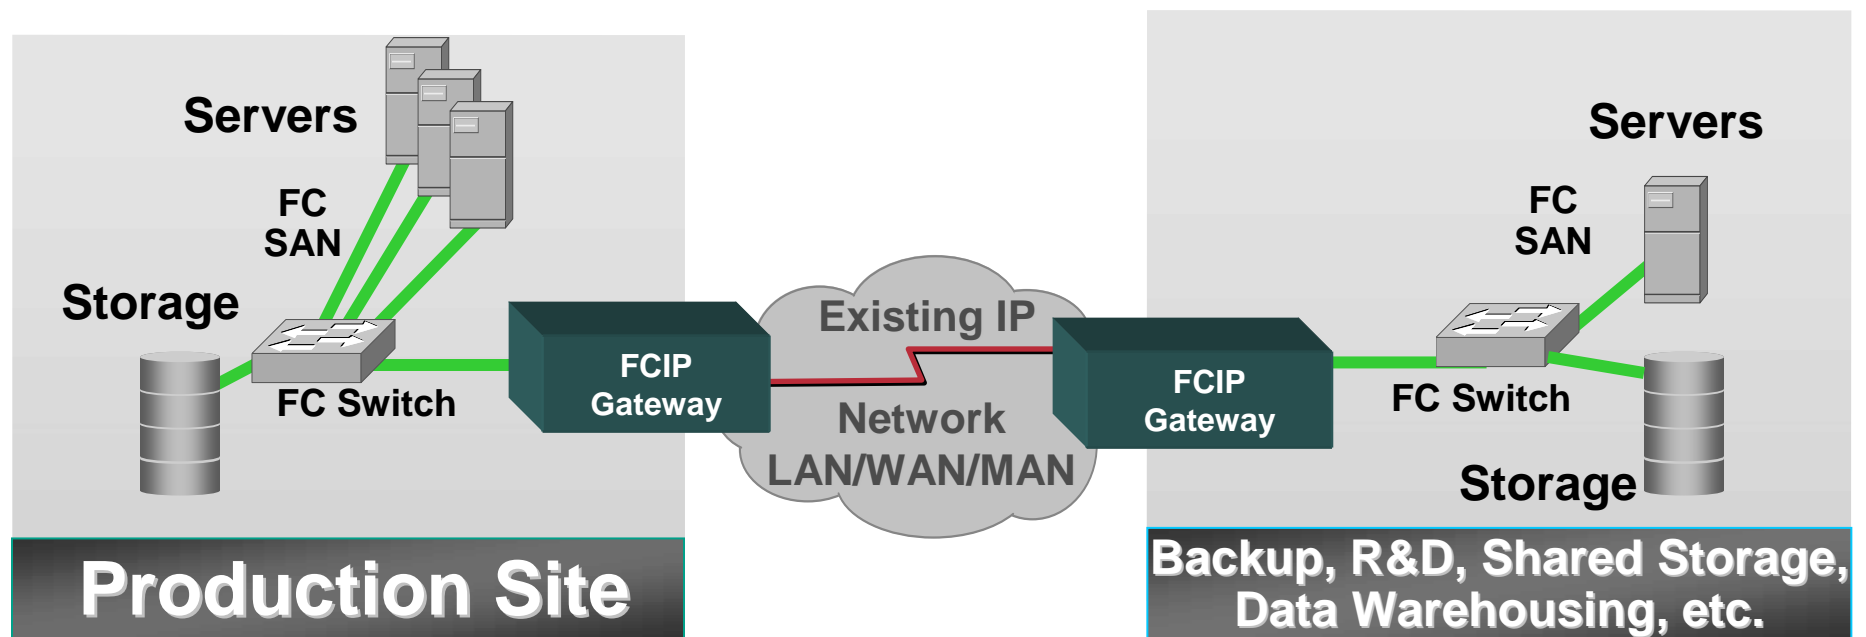 Servers
FC
SAN
Storage
FC Switch
FCIP
Gateway
Production Site
Existing IP
Network
LAN/WAN/MAN
FCIP
Gateway
Servers
FC
SAN
FC Switch
Storage
Backup, R&D, Shared Storage,
Data Warehousing, etc.